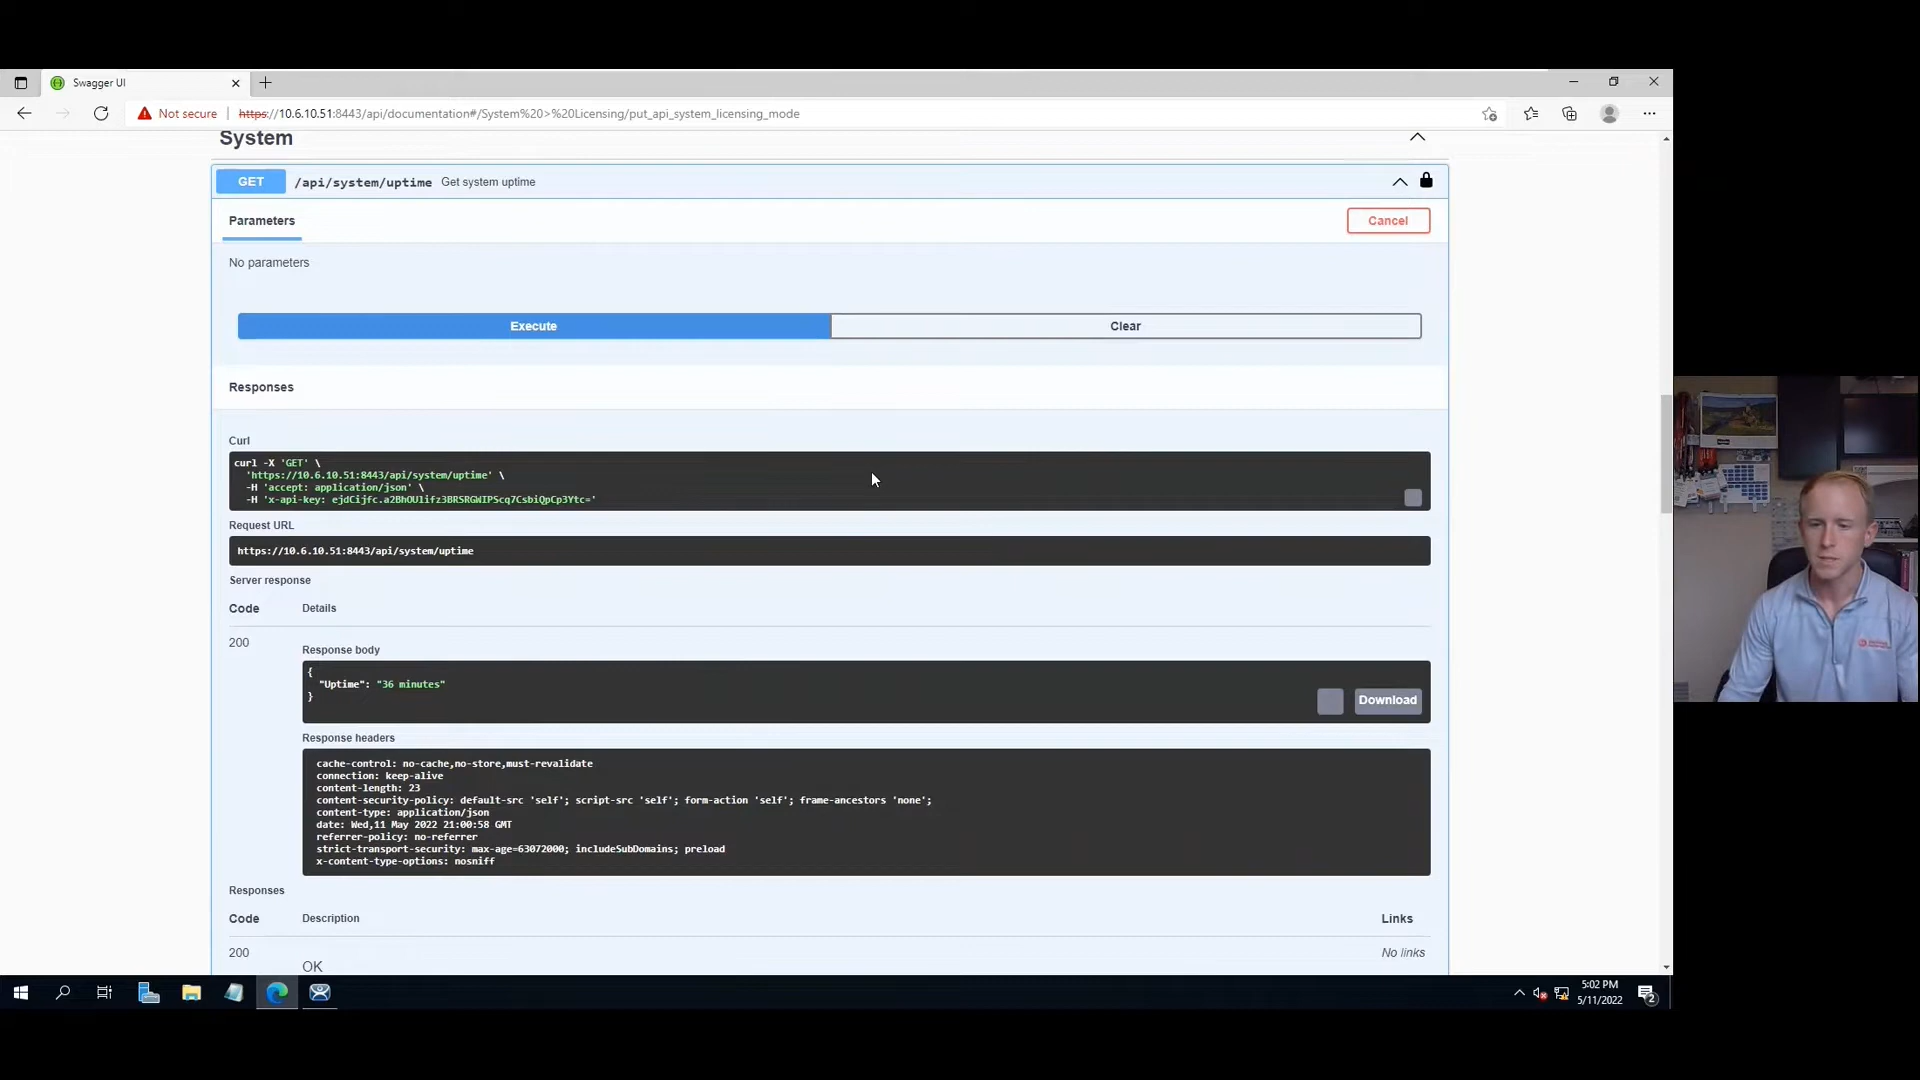 Swagger UI
Not secure
https://10.6.10.51:8443/api/documentation#/System%20>%20Licensing/put_api_system_licensing_mode
System
GET /api/system/uptime Get system uptime
Parameters
Cancel
No parameters
Execute
Clear
Responses
Curl
curl -X 'GET' \
'https://10.6.10.51:8443/api/system/uptime' \
-H 'accept: application/json' \
-H 'x-api-key: ejdCijfc.a2BhOUlifz3BRSRGWIPScq7CsbiQpCp3Ytc='
Request URL
https://10.6.10.51:8443/api/system/uptime
Server response
Code Details
200
Response body
{
"Uptime": "36 minutes"
}
Download
Response headers
cache-control: no-cache,no-store,must-revalidate
connection: keep-alive
content-length: 23
content-security-policy: default-src 'self'; script-src 'self'; form-action 'self'; frame-ancestors 'none';
content-type: application/json
date: Wed,11 May 2022 21:00:58 GMT
referrer-policy: no-referrer
strict-transport-security: max-age=63072000; includeSubDomains; preload
x-content-type-options: nosniff
Responses
Code Description Links
200 No links
OK
5:02 PM
5/11/2022
2